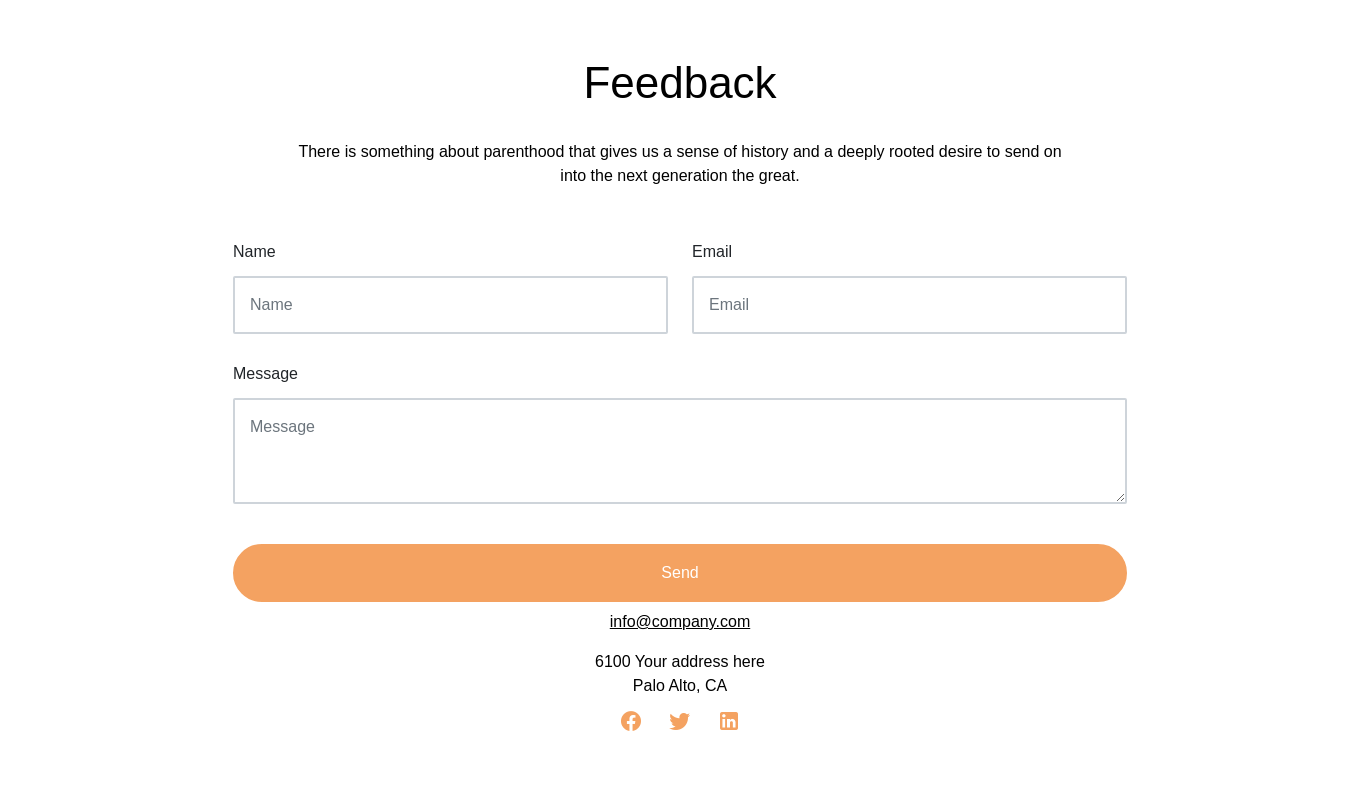 Feedback
There is something about parenthood that gives us a sense of history and a deeply rooted desire to send on
into the next generation the great.
Name
Email
Name
Email
Message
Message
Send
info@company.com
6100 Your address here
Palo Alto, CA